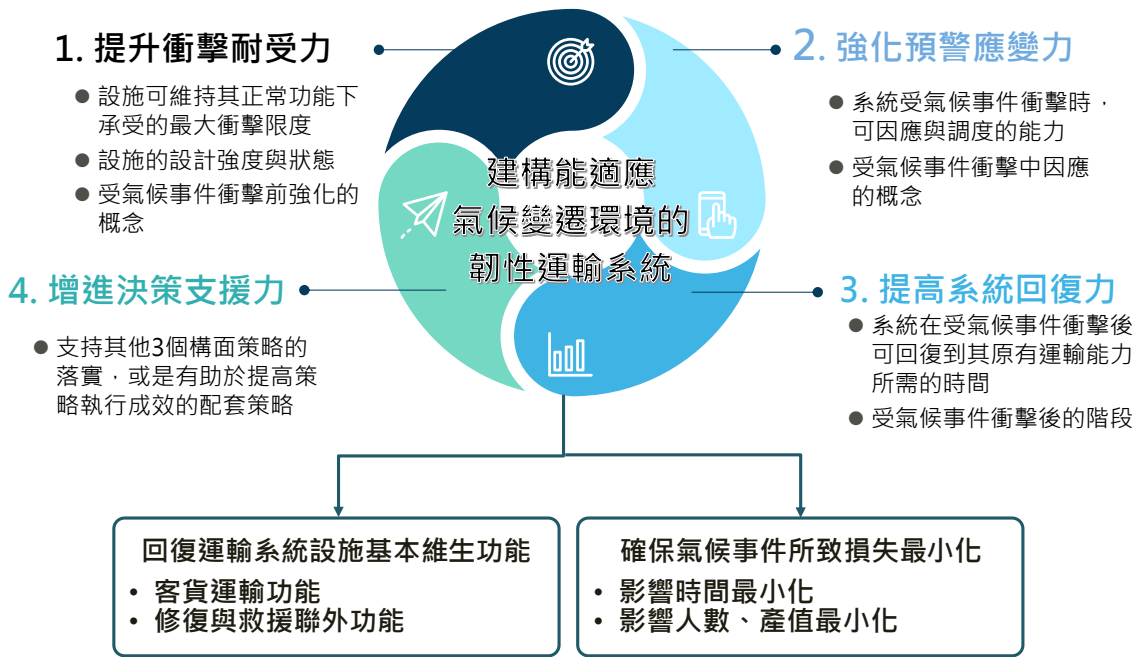 1. 提升衝擊耐受力
● 設施可維持其正常功能下
承受的最大衝擊限度
● 設施的設計強度與狀態
● 受氣候事件衝擊前強化的
概念
2. 強化預警應變力
● 系統受氣候事件衝擊時，
可因應與調度的能力
● 受氣候事件衝擊中因應
的概念
建構能適應
氣候變遷環境的
韌性運輸系統
4. 增進決策支援力
● 支持其他3個構面策略的
落實，或是有助於提高策
略執行成效的配套策略
3. 提高系統回復力
● 系統在受氣候事件衝擊後
可回復到其原有運輸能力
所需的時間
● 受氣候事件衝擊後的階段
回復運輸系統設施基本維生功能
• 客貨運輸功能
• 修復與救援聯外功能
確保氣候事件所致損失最小化
• 影響時間最小化
• 影響人數、產值最小化